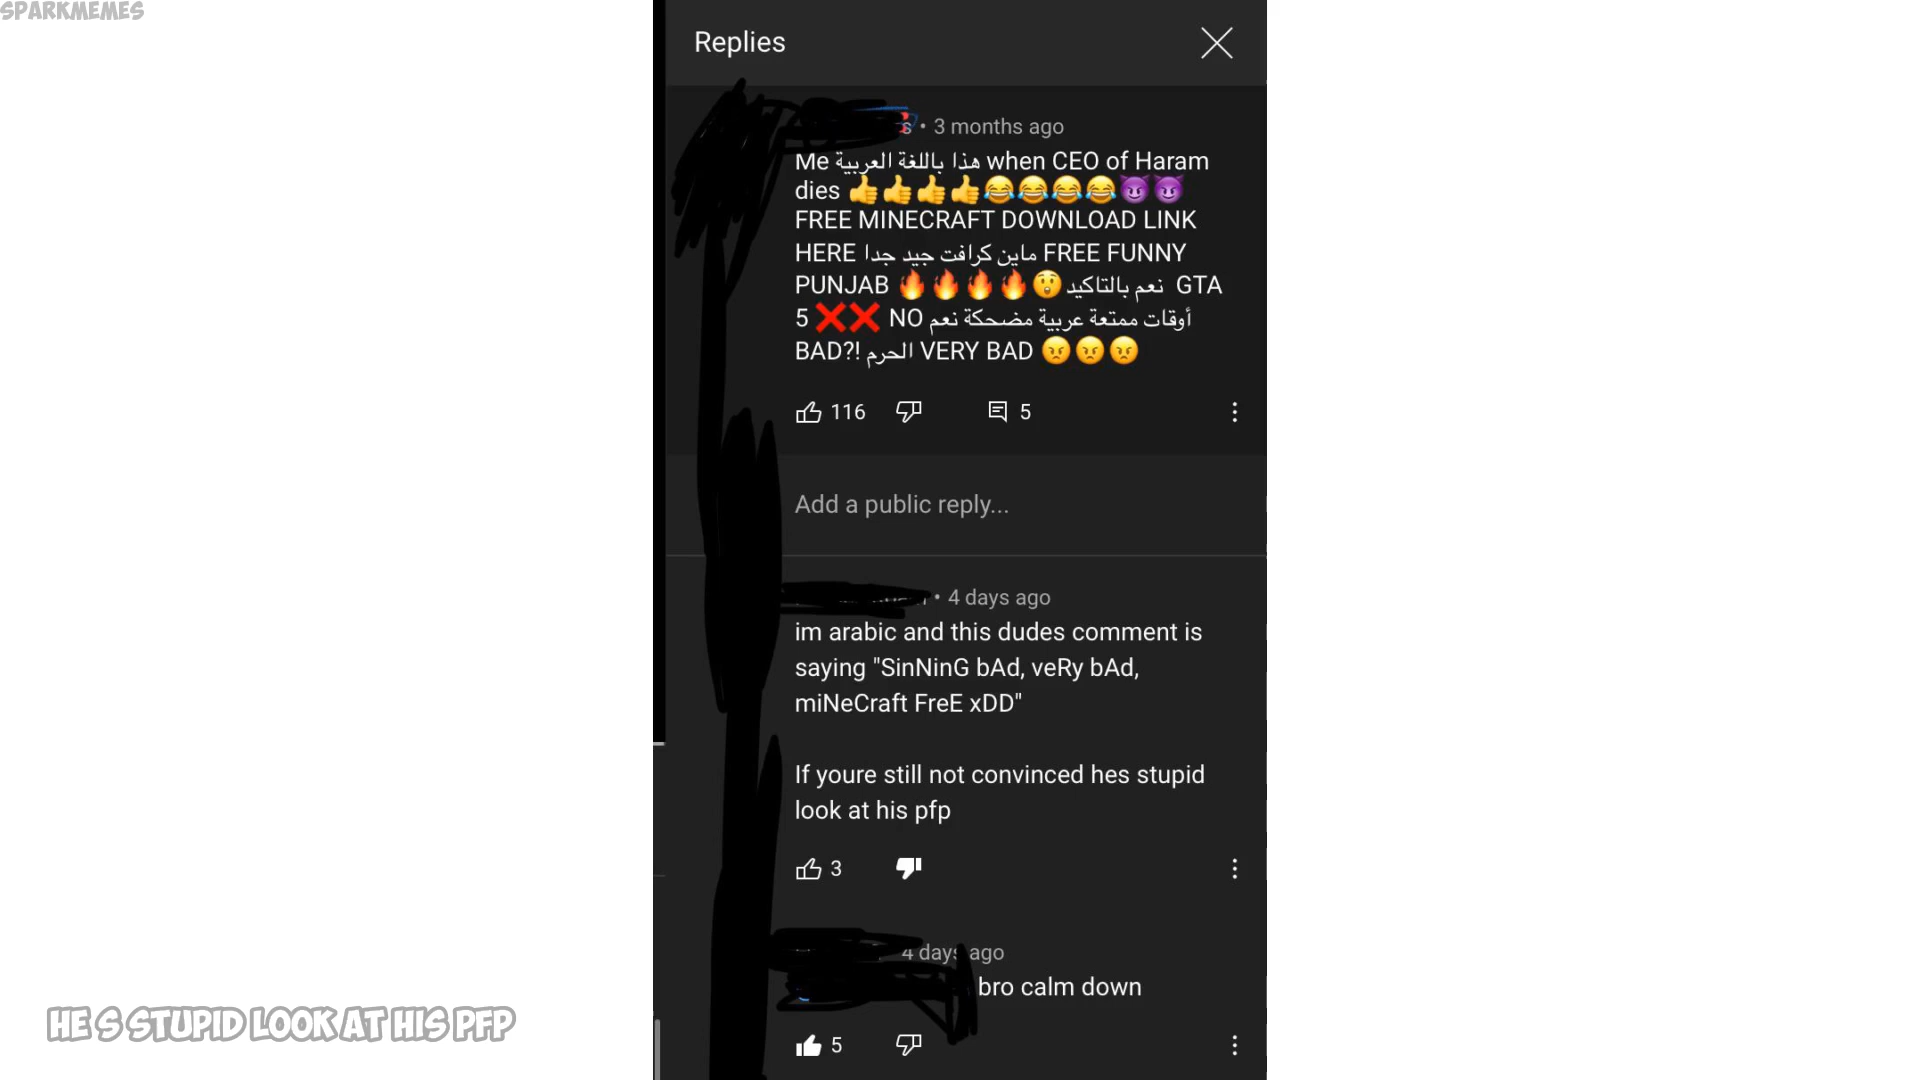 SPARKMEMES
Replies
s • 3 months ago
Me هذا باللغة العربية when CEO of Haram
dies 👍👍👍👍😂😂😂😂😈😈
FREE MINECRAFT DOWNLOAD LINK
HERE ماين كرافت جيد جدا FREE FUNNY
PUNJAB 🔥🔥🔥🔥😲نعم بالتاكيد GTA
5 ❌❌ NO أوقات ممتعة عربية مضحكة نعم
BAD?! الحرم VERY BAD 😠😠😠
116 5
Add a public reply...
• 4 days ago
im arabic and this dudes comment is
saying "SinNinG bAd, veRy bAd,
miNeCraft FreE xDD"
If youre still not convinced hes stupid
look at his pfp
3
4 days ago
bro calm down
5
HE S STUPID LOOK AT HIS PFP